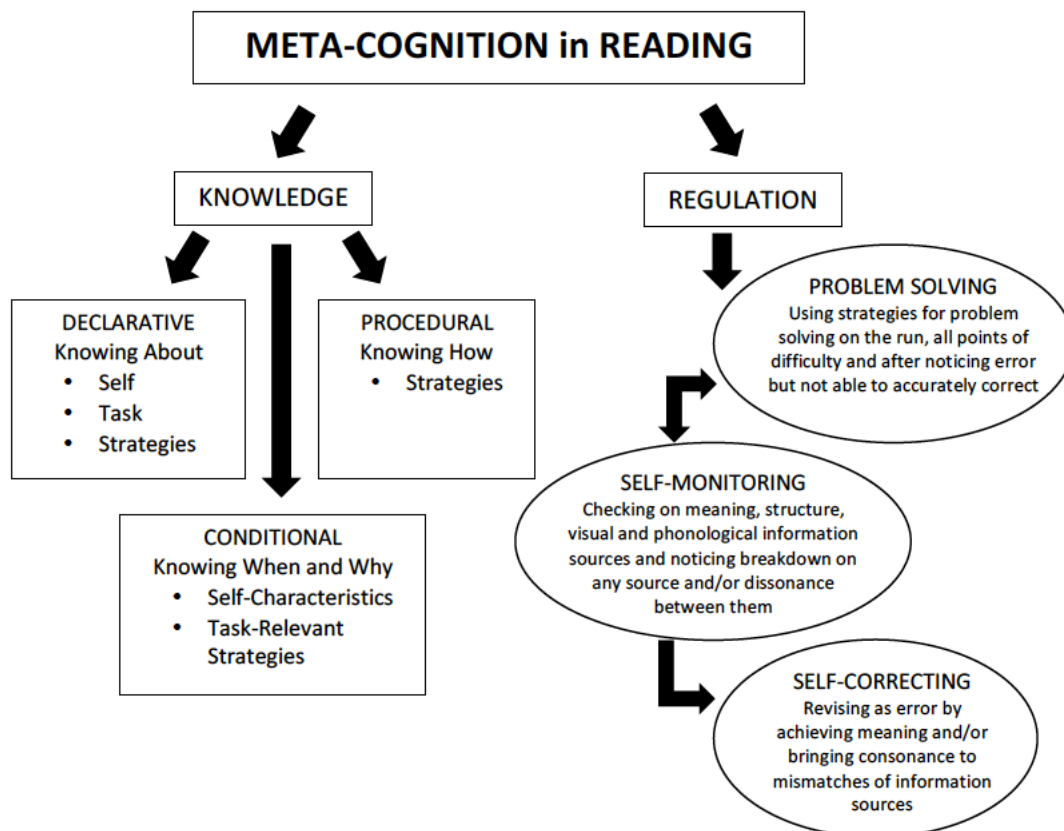 META-COGNITION in READING
KNOWLEDGE
REGULATION
DECLARATIVE
Knowing About
• Self
• Task
• Strategies
PROCEDURAL
Knowing How
• Strategies
CONDITIONAL
Knowing When and Why
• Self-Characteristics
• Task-Relevant
Strategies
PROBLEM SOLVING
Using strategies for problem
solving on the run, all points of
difficulty and after noticing error
but not able to accurately correct
SELF-MONITORING
Checking on meaning, structure,
visual and phonological information
sources and noticing breakdown on
any source and/or dissonance
between them
SELF-CORRECTING
Revising as error by
achieving meaning and/or
bringing consonance to
mismatches of information
sources